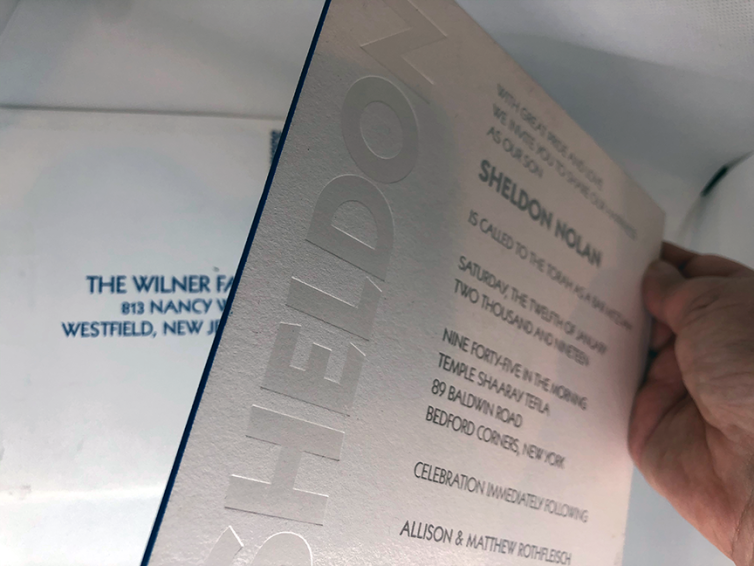 THE WILNER
813 NANCY
WESTFIELD, NEW
SHELDON
WITH GREAT PRIDE AND LOVE
WE INVITE YOU TO SHARE OUR HAPPINESS
AS OUR SON
SHELDON NOLAN
IS CALLED TO THE TORAH AS A BAR MITZVAH
SATURDAY, THE TWELFTH OF JANUARY
TWO THOUSAND AND NINETEEN
NINE FORTY-FIVE IN THE MORNING
TEMPLE SHAARAY TEFILA
89 BALDWIN ROAD
BEDFORD CORNERS, NEW YORK
CELEBRATION IMMEDIATELY FOLLOWING
ALLISON & MATTHEW ROTHFLEISCH